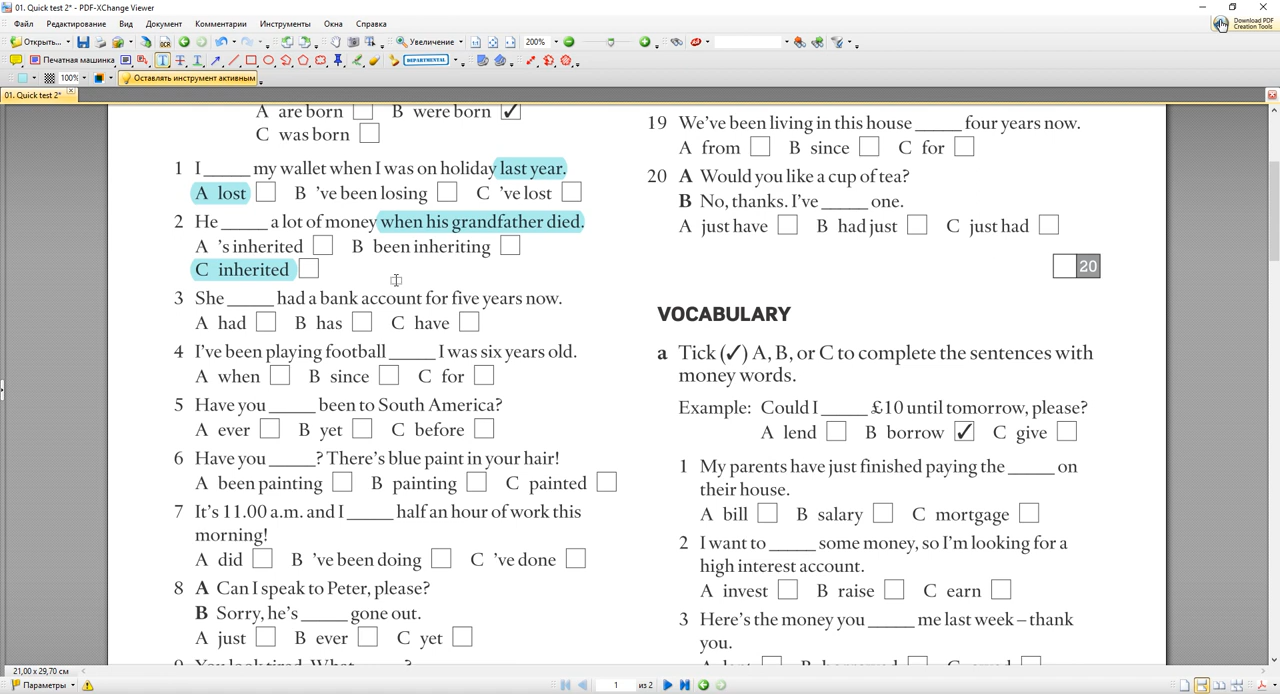 01. Quick test 2* - PDF-XChange Viewer
Файл Редактирование Вид Документ Комментарии Инструменты Окна Справка
Download PDF
Creation Tools
Открыть... OCR Увеличение 200%
Печатная машинка DEPARTMENTAL
100% Оставлять инструмент активным
01. Quick test 2*
A are born B were born ✓
C was born
1 I _____ my wallet when I was on holiday last year.
A lost B 've been losing C 've lost
2 He _____ a lot of money when his grandfather died.
A 's inherited B been inheriting
C inherited
3 She _____ had a bank account for five years now.
A had B has C have
4 I've been playing football _____ I was six years old.
A when B since C for
5 Have you _____ been to South America?
A ever B yet C before
6 Have you _____? There's blue paint in your hair!
A been painting B painting C painted
7 It's 11.00 a.m. and I _____ half an hour of work this
morning!
A did B 've been doing C 've done
8 A Can I speak to Peter, please?
B Sorry, he's _____ gone out.
A just B ever C yet
9 You look tired. What _____?
19 We've been living in this house _____ four years now.
A from B since C for
20 A Would you like a cup of tea?
B No, thanks. I've _____ one.
A just have B had just C just had
20
VOCABULARY
a Tick (✓) A, B, or C to complete the sentences with
money words.
Example: Could I _____ £10 until tomorrow, please?
A lend B borrow ✓ C give
1 My parents have just finished paying the _____ on
their house.
A bill B salary C mortgage
2 I want to _____ some money, so I'm looking for a
high interest account.
A invest B raise C earn
3 Here's the money you _____ me last week – thank
you.
21,00 x 29,70 см
Параметры 1 из 2